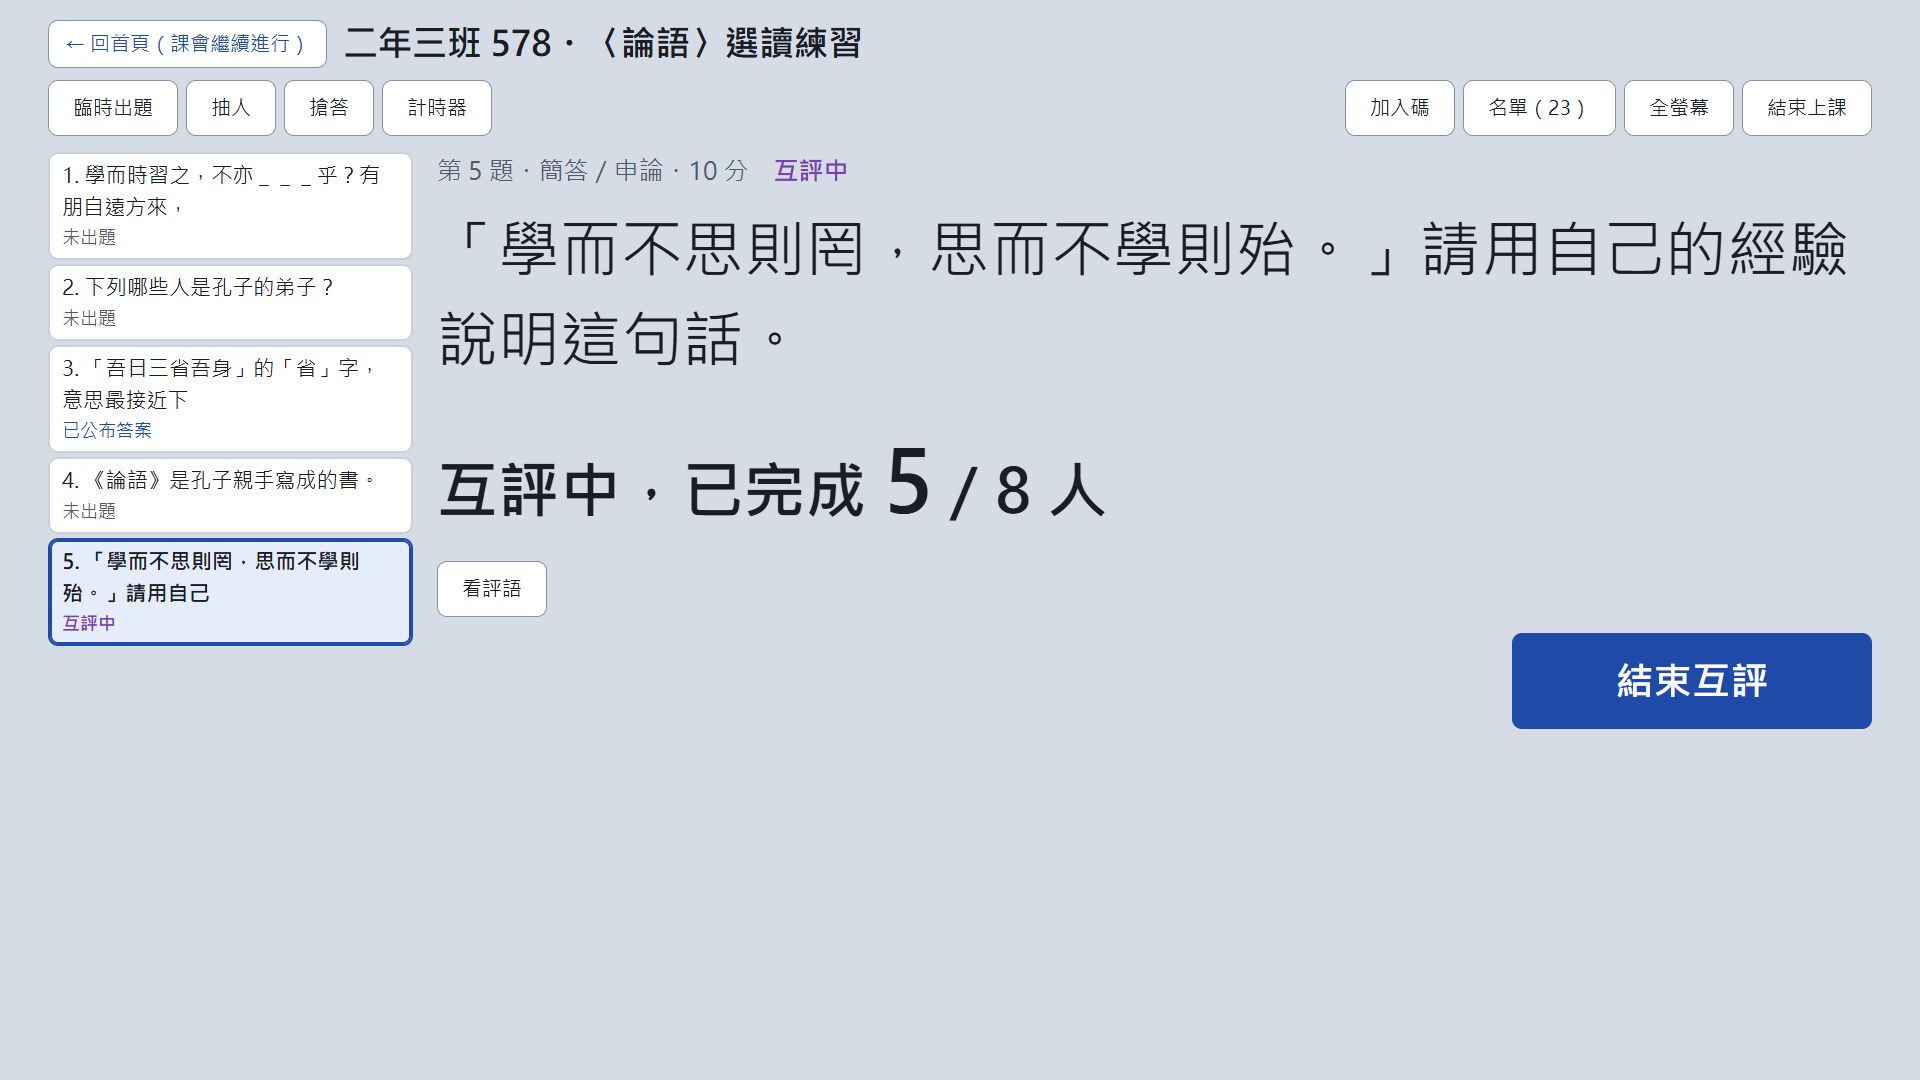 ← 回首頁（課會繼續進行）
二年三班 578·〈論語〉選讀練習
臨時出題
抽人
搶答
計時器
加入碼
名單（23）
全螢幕
結束上課
1. 學而時習之，不亦＿＿＿乎？有
朋自遠方來，
未出題
2. 下列哪些人是孔子的弟子？
未出題
3. 「吾日三省吾身」的「省」字，
意思最接近下
已公布答案
4. 《論語》是孔子親手寫成的書。
未出題
5. 「學而不思則罔，思而不學則
殆。」請用自己
互評中
第 5 題 · 簡答 / 申論 · 10 分 互評中
「學而不思則罔，思而不學則殆。」請用自己的經驗
說明這句話。
互評中，已完成 5 / 8 人
看評語
結束互評